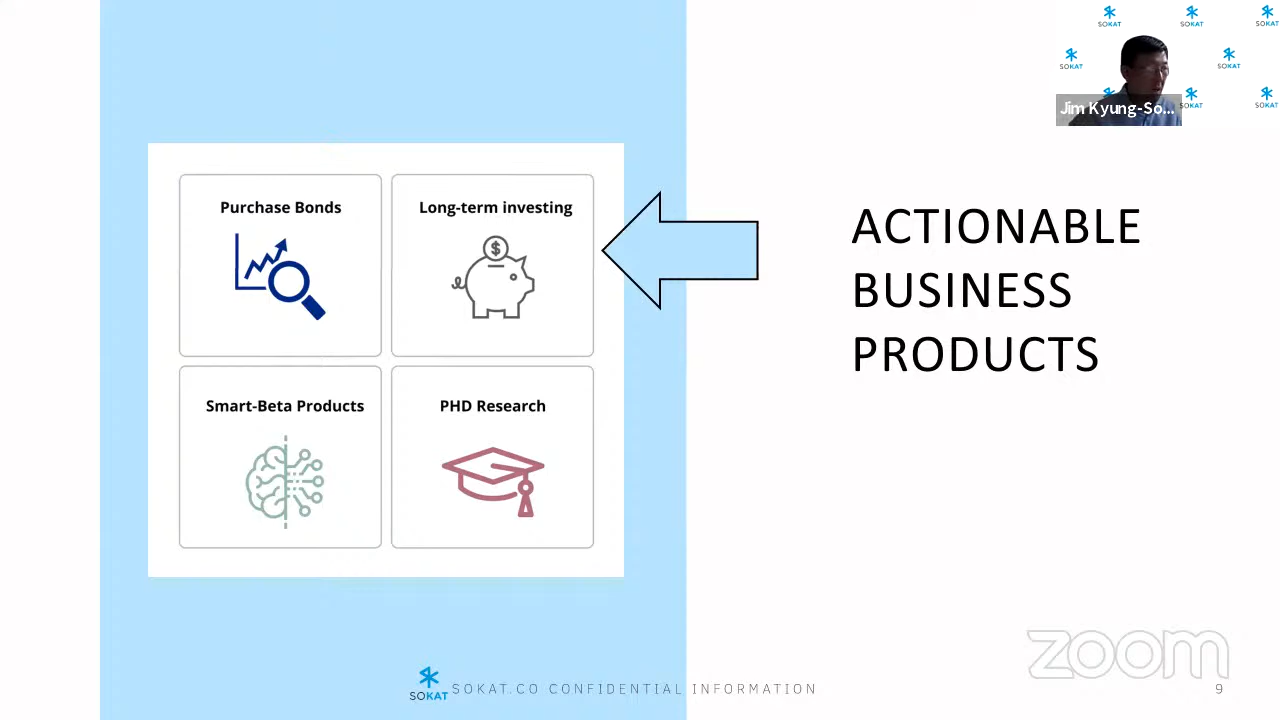 SOKAT
SOKAT
SOKAT
SOKAT
SOKAT
SOKAT
SOKAT
Jim Kyung-So...
Purchase Bonds
Long-term investing
$
ACTIONABLE
BUSINESS
PRODUCTS
Smart-Beta Products
PHD Research
zoom
SOKAT
SOKAT.CO CONFIDENTIAL INFORMATION
9